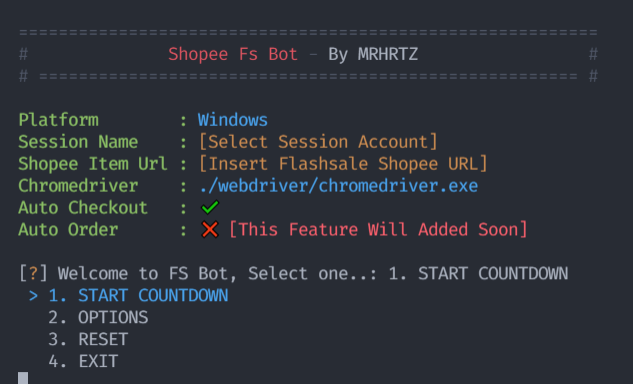 ==========================================================
# Shopee Fs Bot - By MRHRTZ #
# ====================================================== #
Platform : Windows
Session Name : [Select Session Account]
Shopee Item Url : [Insert Flashsale Shopee URL]
Chromedriver : ./webdriver/chromedriver.exe
Auto Checkout : ✓
Auto Order : ❌ [This Feature Will Added Soon]
[?] Welcome to FS Bot, Select one..: 1. START COUNTDOWN
> 1. START COUNTDOWN
2. OPTIONS
3. RESET
4. EXIT